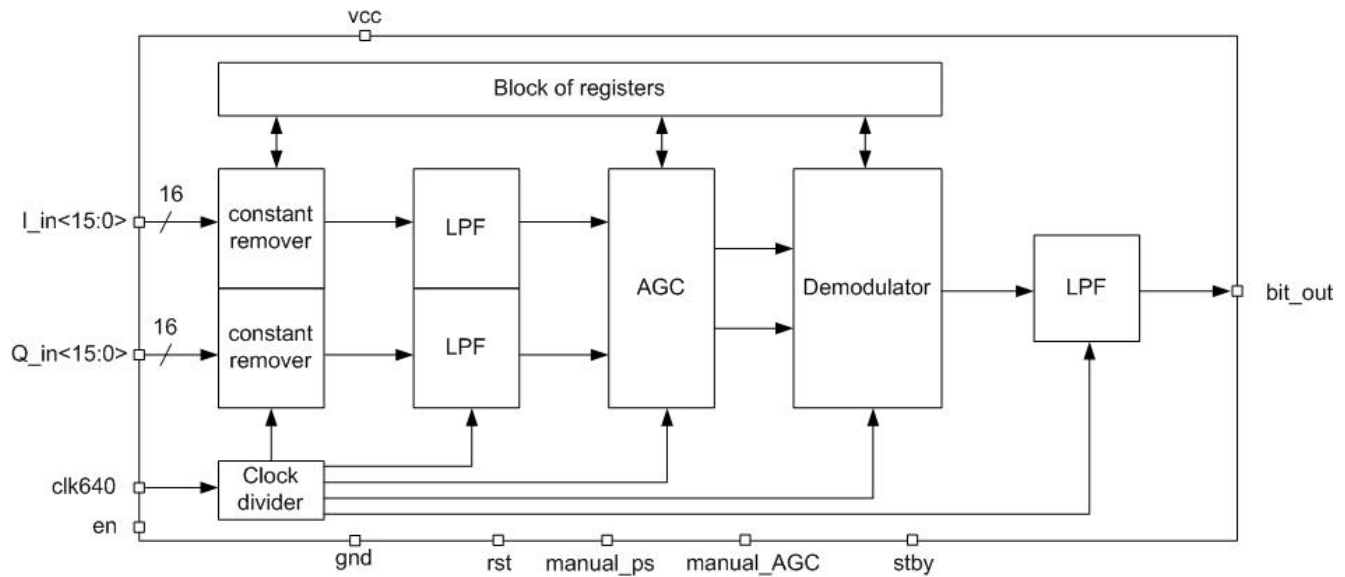 vcc
Block of registers
16
I_in<15:0>
constant
remover
LPF
AGC
Demodulator
LPF
bit_out
16
Q_in<15:0>
constant
remover
LPF
clk640
Clock
divider
en
gnd
rst
manual_ps
manual_AGC
stby